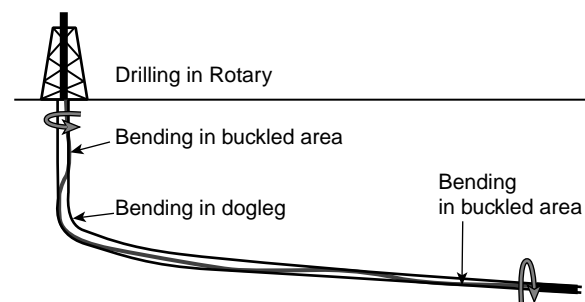 Drilling in Rotary
Bending in buckled area
Bending in dogleg
Bending
in buckled area